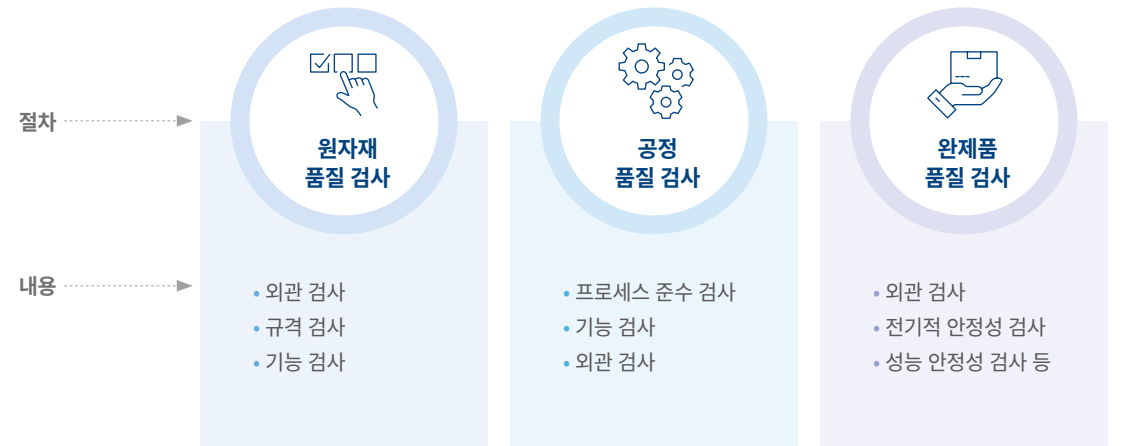 절차
원자재
품질 검사
공정
품질 검사
완제품
품질 검사
내용
• 외관 검사
• 규격 검사
• 기능 검사
• 프로세스 준수 검사
• 기능 검사
• 외관 검사
• 외관 검사
• 전기적 안정성 검사
• 성능 안정성 검사 등